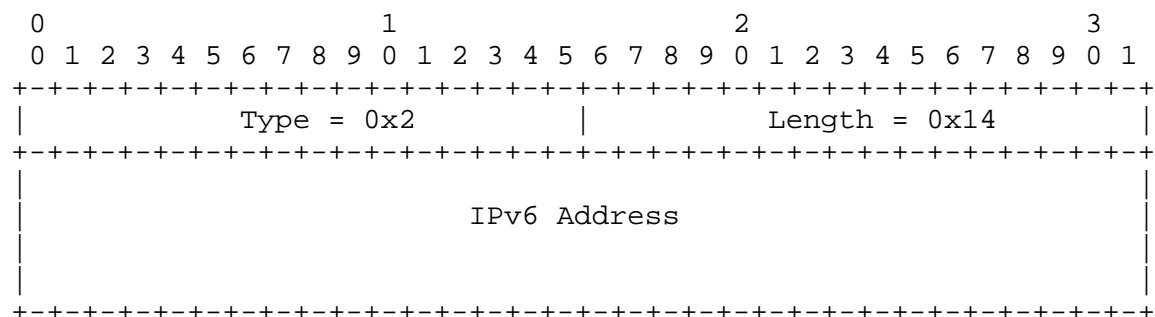 0                   1                   2                   3
 0 1 2 3 4 5 6 7 8 9 0 1 2 3 4 5 6 7 8 9 0 1 2 3 4 5 6 7 8 9 0 1
+-+-+-+-+-+-+-+-+-+-+-+-+-+-+-+-+-+-+-+-+-+-+-+-+-+-+-+-+-+-+-+-+
|            Type = 0x2         |          Length = 0x14        |
+-+-+-+-+-+-+-+-+-+-+-+-+-+-+-+-+-+-+-+-+-+-+-+-+-+-+-+-+-+-+-+-+
|                                                               |
|                         IPv6 Address                          |
|                                                               |
|                                                               |
+-+-+-+-+-+-+-+-+-+-+-+-+-+-+-+-+-+-+-+-+-+-+-+-+-+-+-+-+-+-+-+-+